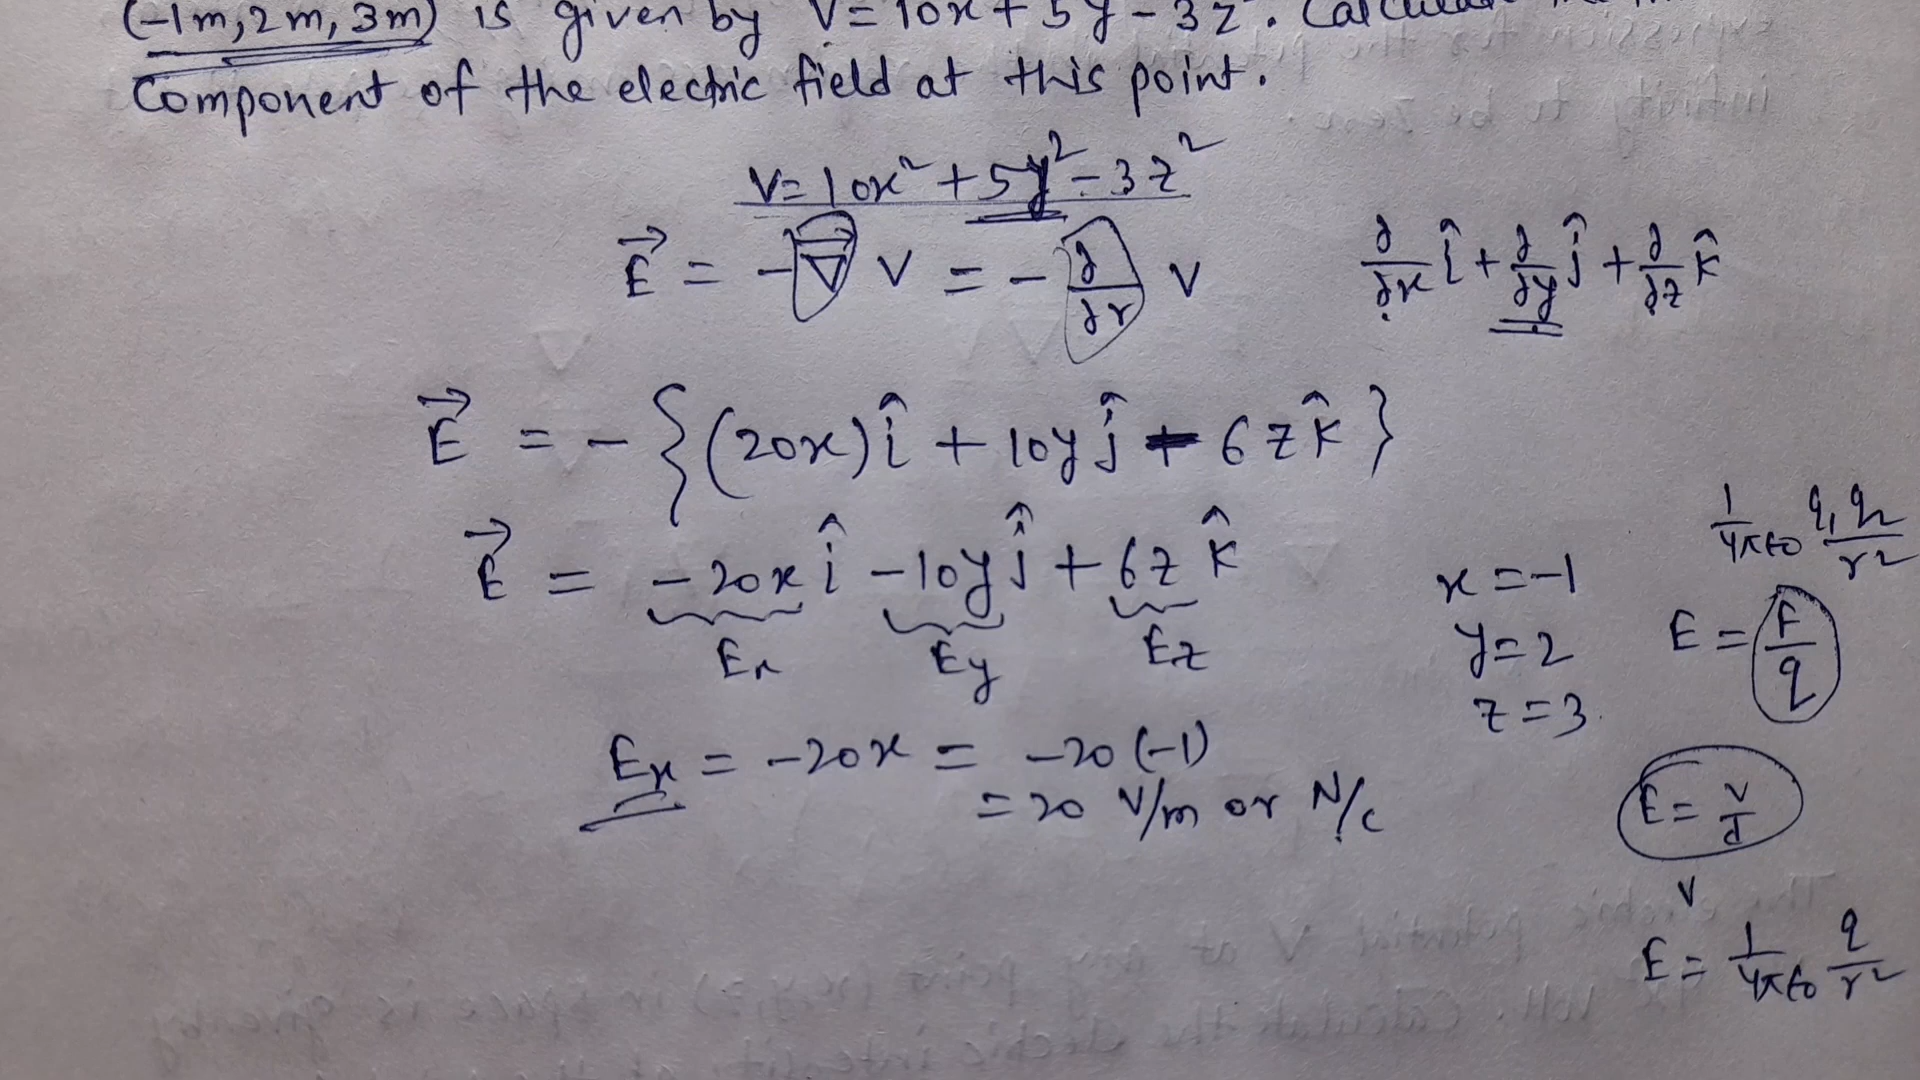 (-1m, 2m, 3m) is given by V = 10x + 5y - 3z.
Component of the electric field at this point.
V = 10x² + 5y² - 3z²
E⃗ = -∇⃗ V = - ∂/∂r V
∂/∂x î + ∂/∂y ĵ + ∂/∂z k̂
E⃗ = - {(20x) î + 10y ĵ - 6z k̂}
E⃗ = -20x î - 10y ĵ + 6z k̂
Ex Ey Ez
Ex = -20x = -20 (-1)
= 20 V/m or N/C
x = -1
y = 2
z = 3
1/4πε0 q1q2/r²
E = F/q
E = V/d
V
E = 1/4πε0 q/r²